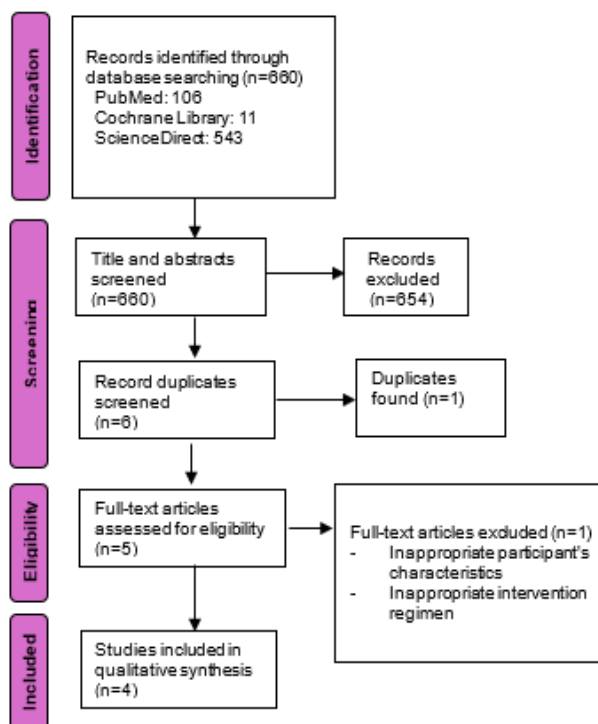 Identification
Records identified through
database searching (n=660)
PubMed: 106
Cochrane Library: 11
ScienceDirect: 543
Screening
Title and abstracts
screened
(n=660)
Records
excluded
(n=654)
Record duplicates
screened
(n=6)
Duplicates
found (n=1)
Eligibility
Full-text articles
assessed for eligibility
(n=5)
Full-text articles excluded (n=1)
- Inappropriate participant's
characteristics
- Inappropriate intervention
regimen
Included
Studies included in
qualitative synthesis
(n=4)